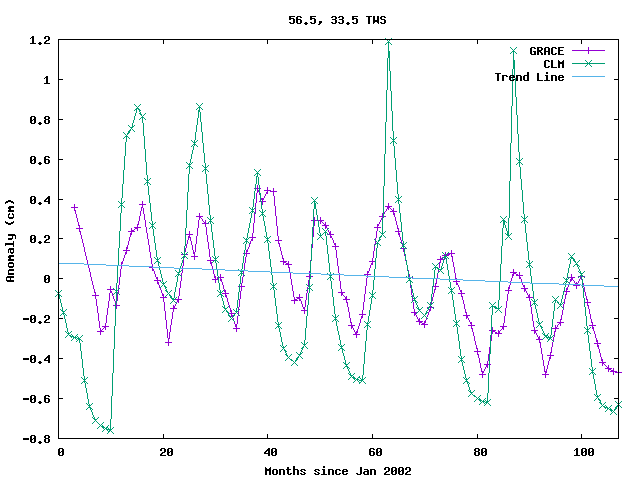 56.5, 33.5 TWS
GRACE
CLM
Trend Line
1.2
1
0.8
0.6
0.4
0.2
0
-0.2
-0.4
-0.6
-0.8
Anomaly (cm)
0 20 40 60 80 100
Months since Jan 2002